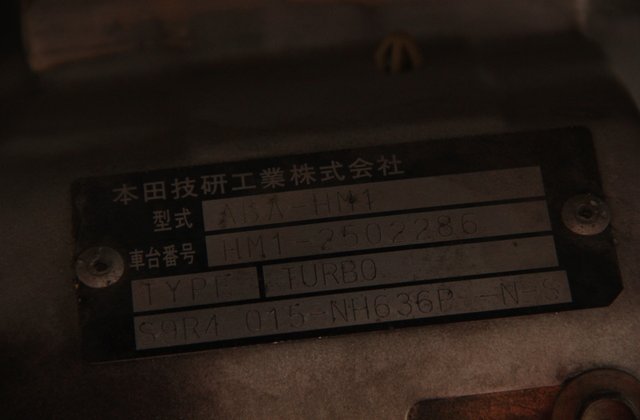 本田技研工業株式会社
型式 ABA-HM1
車台番号 HM1-2502286
TYPE TURBO
S9R4 015-NH636P -N-S